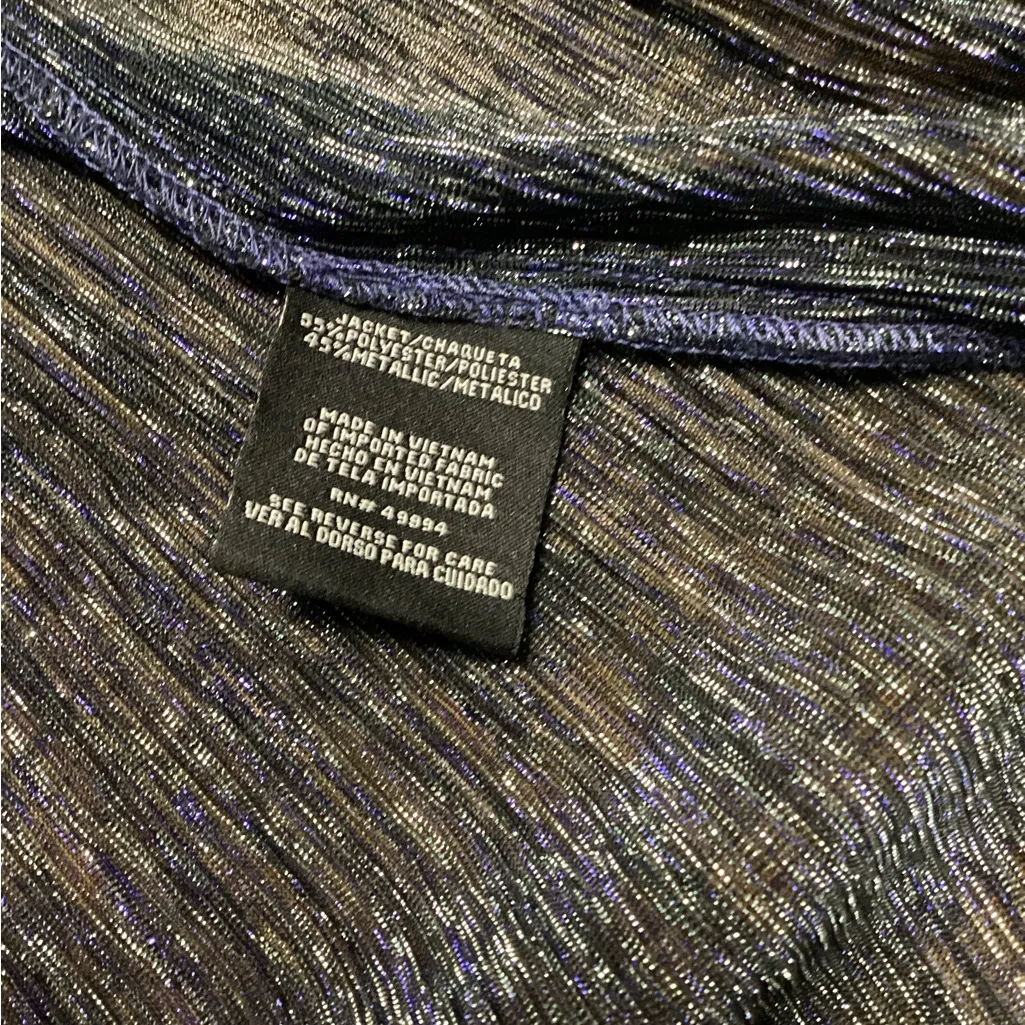 JACKET/CHAQUETA
55%POLYESTER/POLIESTER
45%METALLIC/METALICO
MADE IN VIETNAM
OF IMPORTED FABRIC
HECHO EN VIETNAM
DE TELA IMPORTADA
RN# 49994
SEE REVERSE FOR CARE
VER AL DORSO PARA CUIDADO